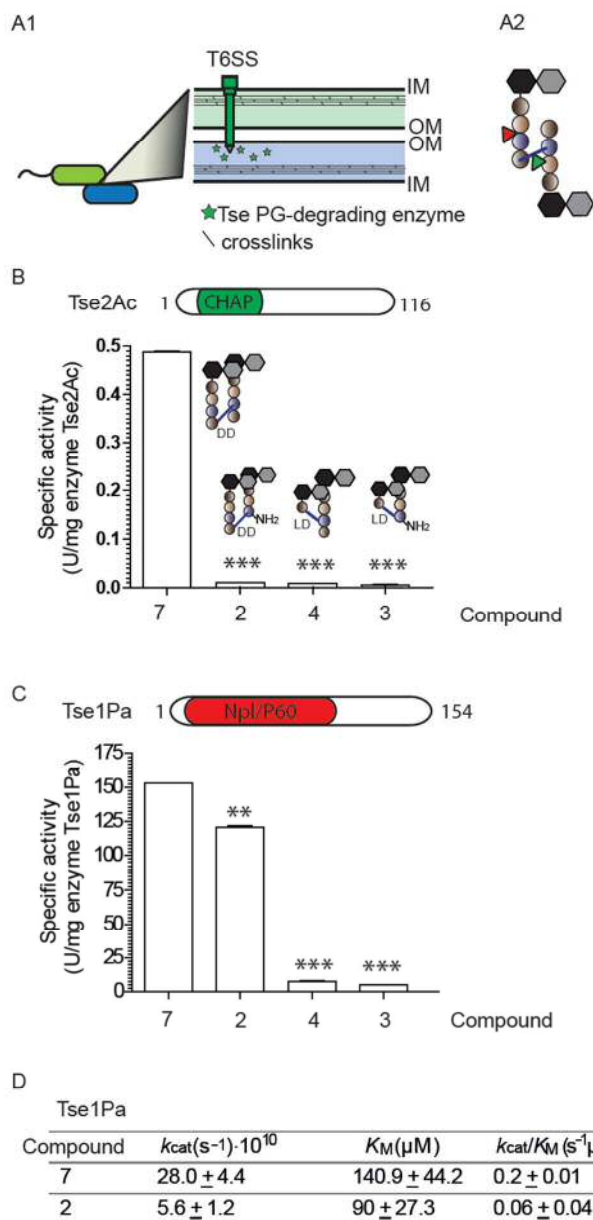 A1
A2
T6SS
IM
OM
OM
IM
Tse PG-degrading enzyme
crosslinks
B
Tse2Ac 1 CHAP 116
Specific activity
(U/mg enzyme Tse2Ac)
0.5
0.4
0.3
0.2
0.1
0.0
DD
DD NH2 LD LD NH2
*** *** ***
7 2 4 3 Compound
C
Tse1Pa 1 Npl/P60 154
Specific activity
(U/mg enzyme Tse1Pa)
175
150
125
100
75
50
25
0
**
*** ***
7 2 4 3 Compound
D
Tse1Pa
Compound kcat(s⁻¹)·10¹⁰ KM(µM) kcat/KM(s⁻¹µ
7 28.0 ± 4.4 140.9 ± 44.2 0.2 ± 0.01
2 5.6 ± 1.2 90 ± 27.3 0.06 ± 0.04